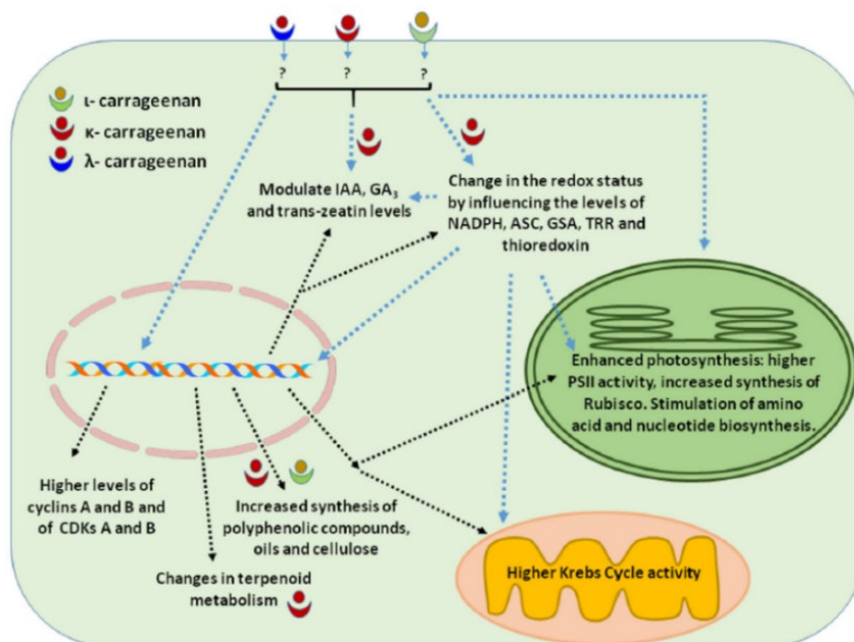 ? ? ?
ι- carrageenan
κ- carrageenan
λ- carrageenan
Modulate IAA, GA₃
and trans-zeatin levels
Change in the redox status
by influencing the levels of
NADPH, ASC, GSA, TRR and
thioredoxin
Enhanced photosynthesis: higher
PSII activity, increased synthesis of
Rubisco. Stimulation of amino
acid and nucleotide biosynthesis.
Higher levels of
cyclins A and B and
of CDKs A and B
Increased synthesis of
polyphenolic compounds,
oils and cellulose
Changes in terpenoid
metabolism
Higher Krebs Cycle activity